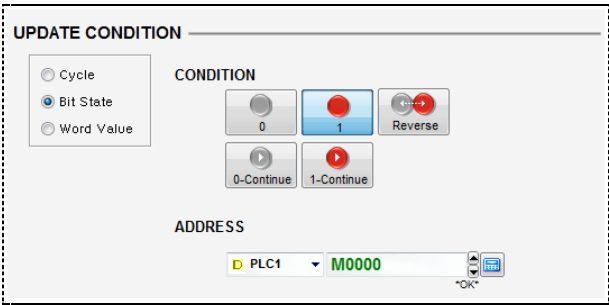 UPDATE CONDITION
Cycle
Bit State
Word Value
CONDITION
0
1
Reverse
0-Continue
1-Continue
ADDRESS
D PLC1
M0000
*OK*